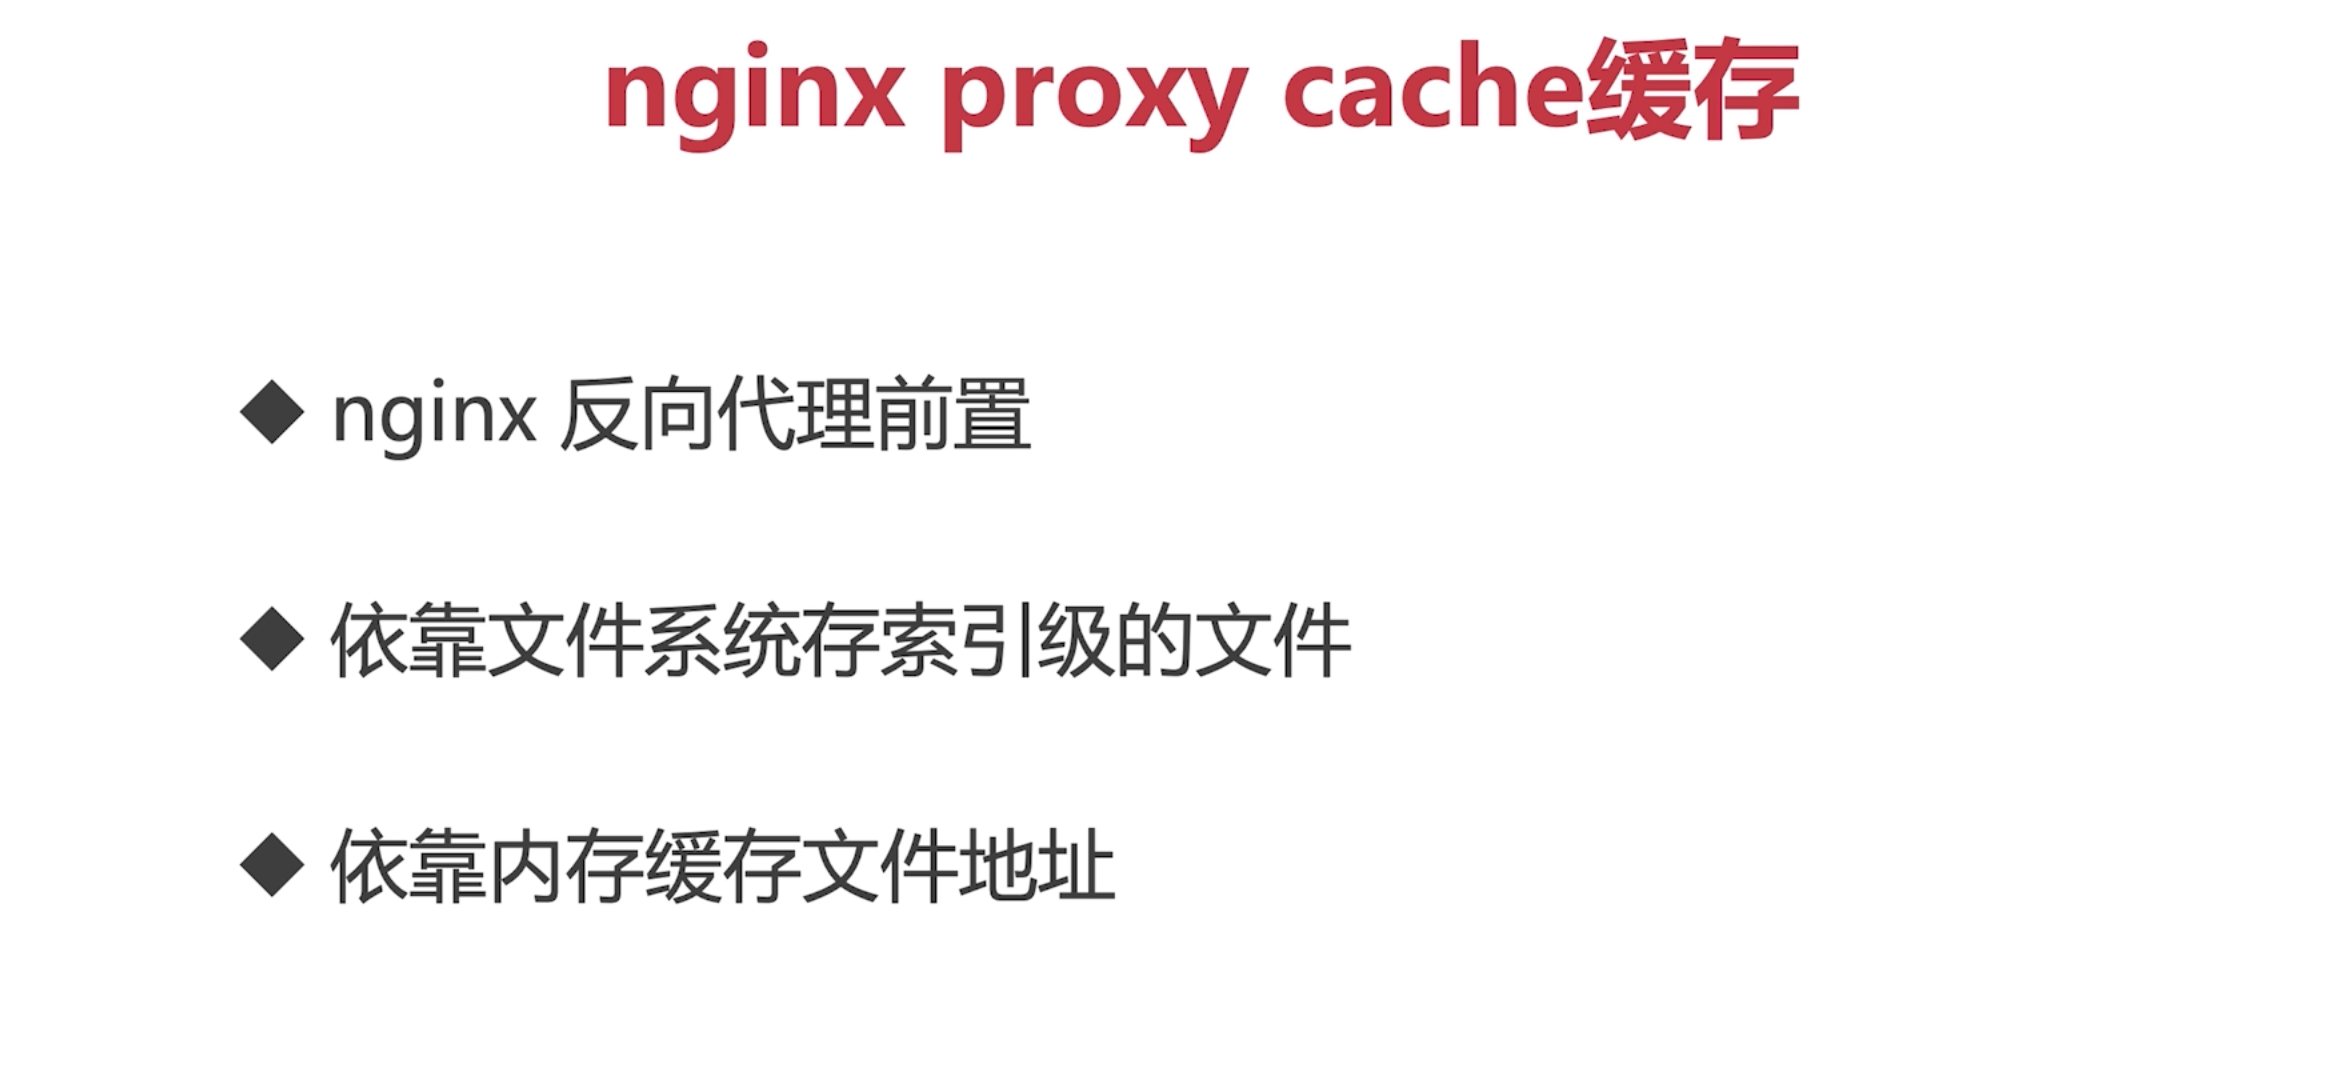 nginx proxy cache缓存
◆ nginx 反向代理前置
◆ 依靠文件系统存索引级的文件
◆ 依靠内存缓存文件地址